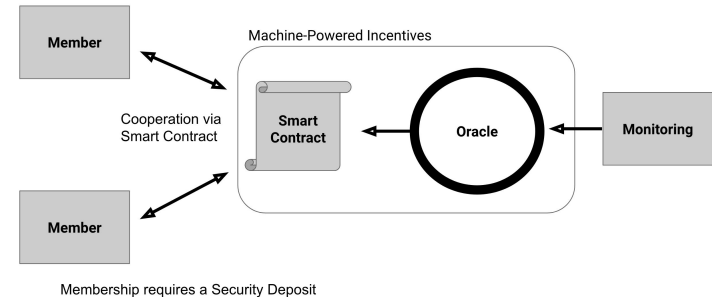 Member
Machine-Powered Incentives
Cooperation via
Smart Contract
Smart
Contract
Oracle
Monitoring
Member
Membership requires a Security Deposit